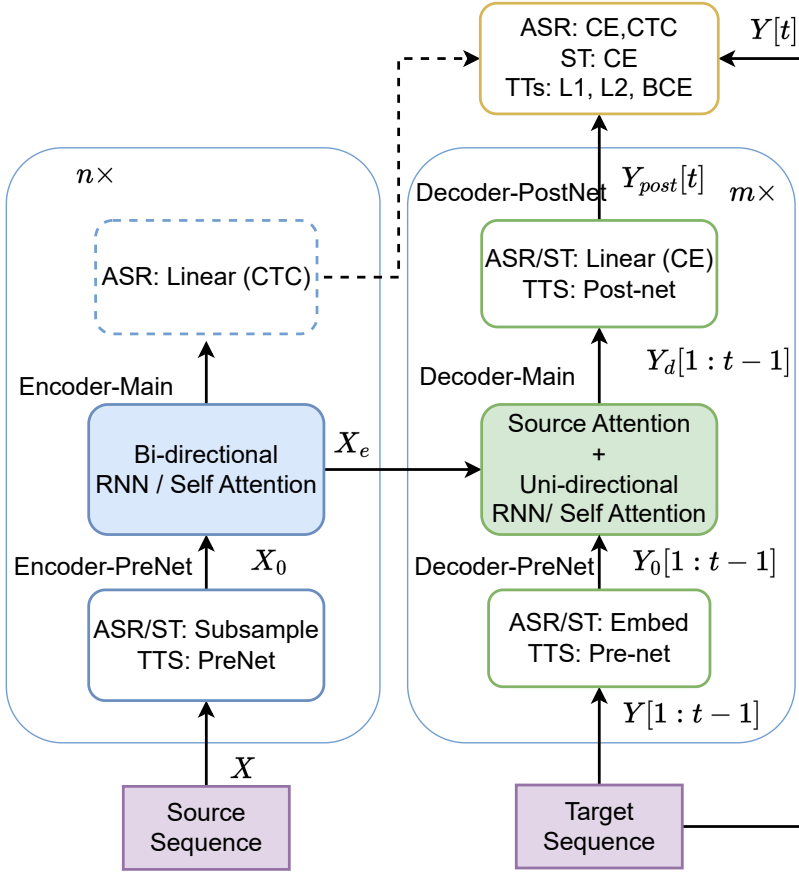 ASR: CE,CTC
ST: CE
TTs: L1, L2, BCE
Y[t]
n×
Decoder-PostNet
Y_{post}[t]
m×
ASR: Linear (CTC)
ASR/ST: Linear (CE)
TTS: Post-net
Encoder-Main
Decoder-Main
Y_d[1 : t − 1]
Bi-directional
RNN / Self Attention
X_e
Source Attention
+
Uni-directional
RNN/ Self Attention
Encoder-PreNet
X_0
Decoder-PreNet
Y_0[1 : t − 1]
ASR/ST: Subsample
TTS: PreNet
ASR/ST: Embed
TTS: Pre-net
X
Y[1 : t − 1]
Source
Sequence
Target
Sequence